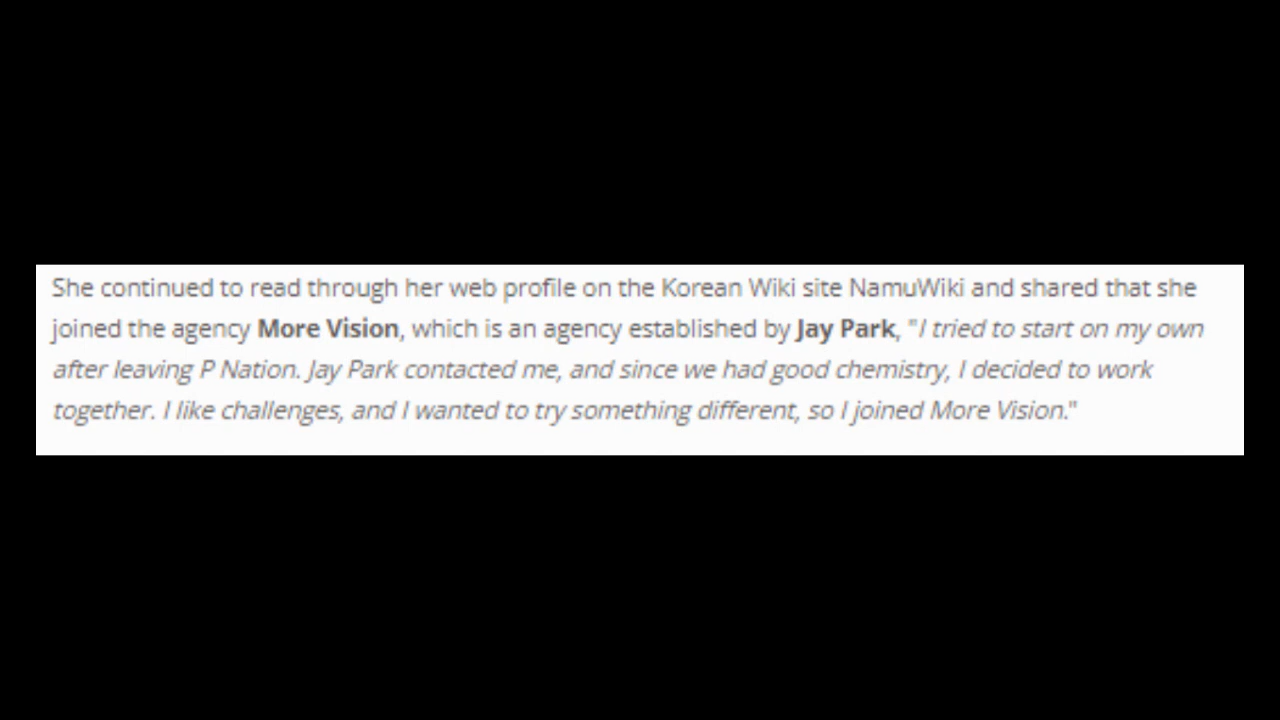 She continued to read through her web profile on the Korean Wiki site NamuWiki and shared that she
joined the agency More Vision, which is an agency established by Jay Park, "I tried to start on my own
after leaving P Nation. Jay Park contacted me, and since we had good chemistry, I decided to work
together. I like challenges, and I wanted to try something different, so I joined More Vision."